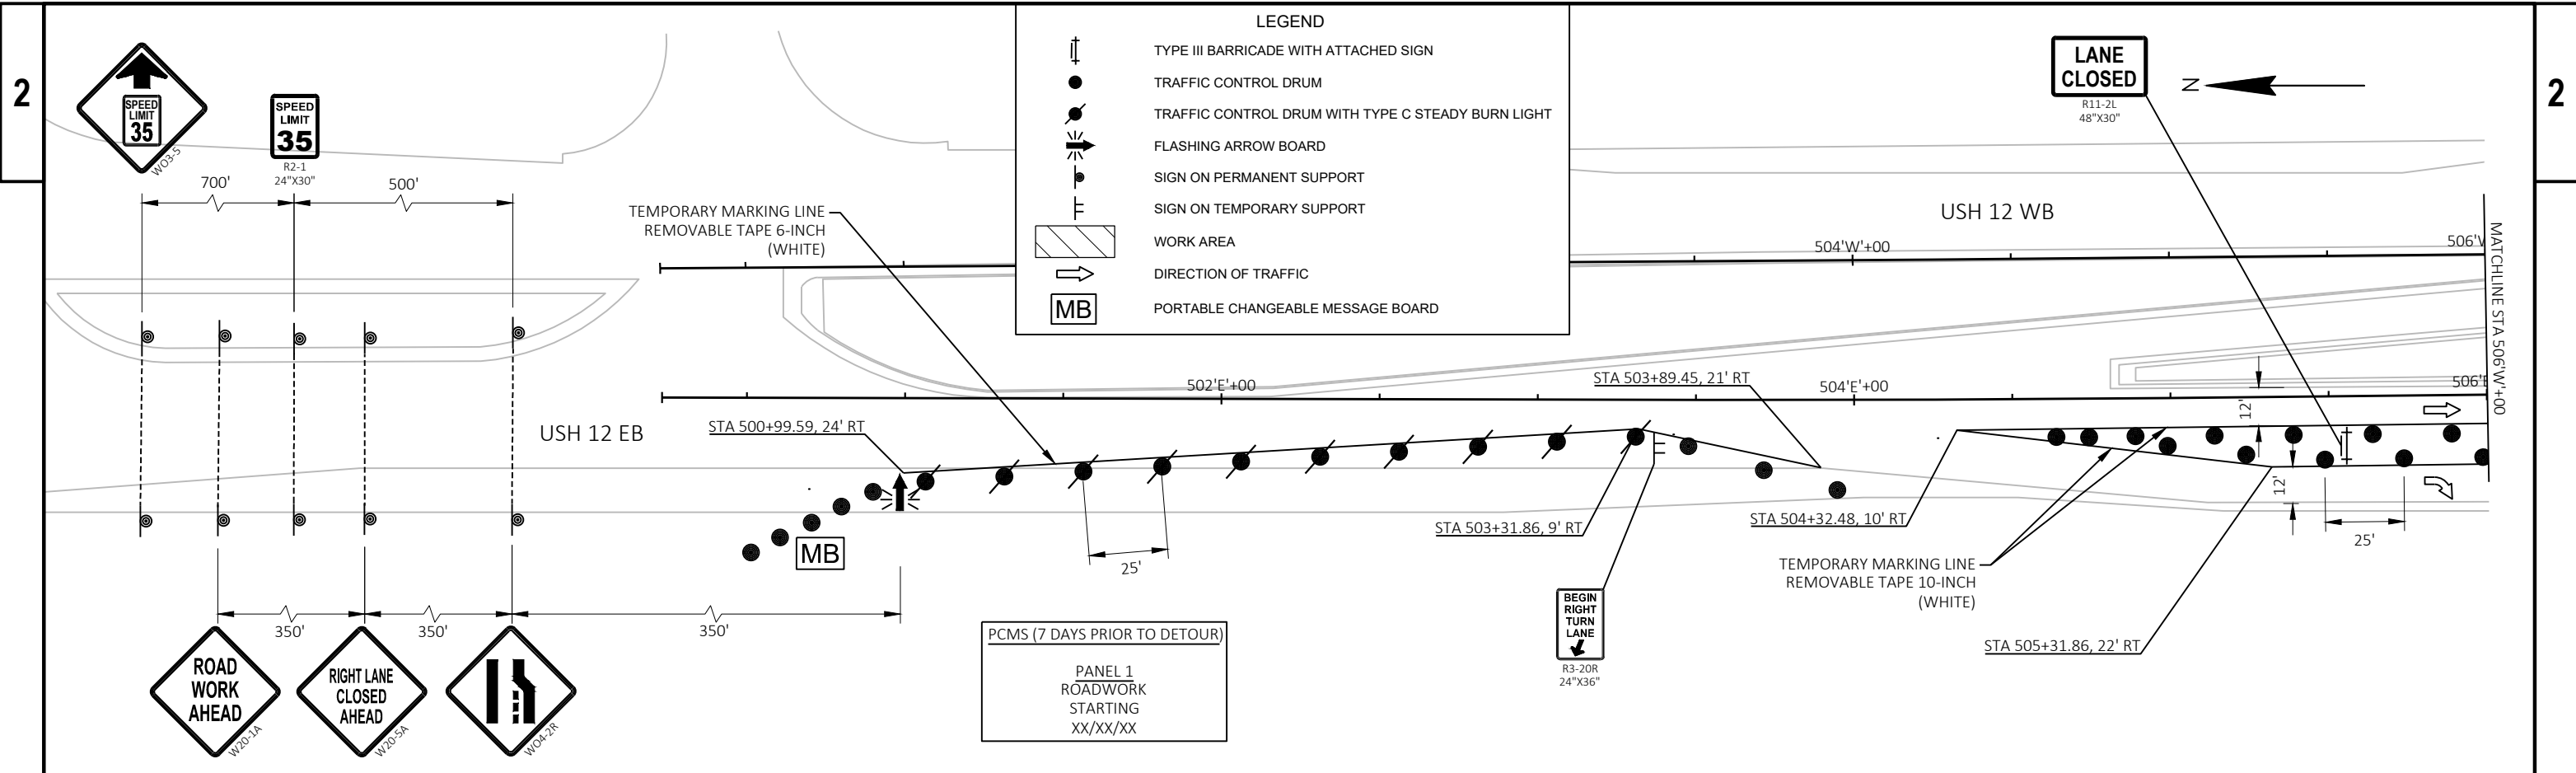 2
2
LEGEND
TYPE III BARRICADE WITH ATTACHED SIGN
TRAFFIC CONTROL DRUM
TRAFFIC CONTROL DRUM WITH TYPE C STEADY BURN LIGHT
FLASHING ARROW BOARD
SIGN ON PERMANENT SUPPORT
SIGN ON TEMPORARY SUPPORT
WORK AREA
DIRECTION OF TRAFFIC
MB
PORTABLE CHANGEABLE MESSAGE BOARD
SPEED
LIMIT
35
WO3-5
SPEED
LIMIT
35
R2-1
24"X30"
700'
500'
LANE
CLOSED
R11-2L
48"X30"
N
TEMPORARY MARKING LINE
REMOVABLE TAPE 6-INCH
(WHITE)
USH 12 WB
504'W'+00
506'W
MATCHLINE STA 506'W'+00
502'E'+00
STA 503+89.45, 21' RT
504'E'+00
506'E
USH 12 EB
STA 500+99.59, 24' RT
12'
12'
25'
MB
25'
STA 503+31.86, 9' RT
STA 504+32.48, 10' RT
TEMPORARY MARKING LINE
REMOVABLE TAPE 10-INCH
(WHITE)
STA 505+31.86, 22' RT
350'
350'
350'
ROAD
WORK
AHEAD
W20-1A
RIGHT LANE
CLOSED
AHEAD
W20-5A
WO4-2R
PCMS (7 DAYS PRIOR TO DETOUR)
PANEL 1
ROADWORK
STARTING
XX/XX/XX
BEGIN
RIGHT
TURN
LANE
R3-20R
24"X36"